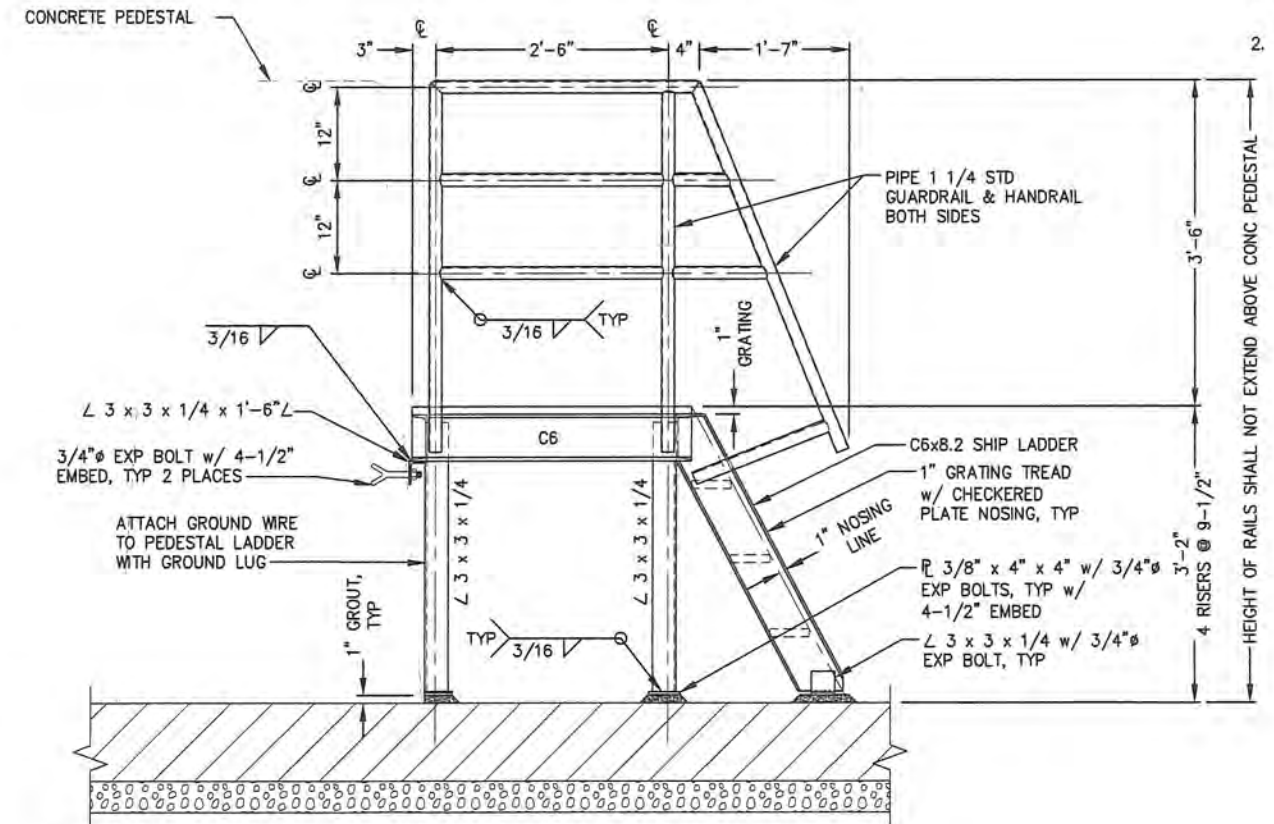 CONCRETE PEDESTAL
℄
℄
3"
2'-6"
4"
1'-7"
2.
℄
12"
℄
12"
℄
PIPE 1 1/4 STD
GUARDRAIL & HANDRAIL
BOTH SIDES
3'-6"
HEIGHT OF RAILS SHALL NOT EXTEND ABOVE CONC PEDESTAL
3/16
TYP
1"
GRATING
3/16
∠ 3 x 3 x 1/4 x 1'-6"∠
3/4"ø EXP BOLT w/ 4-1/2"
EMBED, TYP 2 PLACES
C6
C6x8.2 SHIP LADDER
1" GRATING TREAD
w/ CHECKERED
PLATE NOSING, TYP
ATTACH GROUND WIRE
TO PEDESTAL LADDER
WITH GROUND LUG
∠ 3 x 3 x 1/4
∠ 3 x 3 x 1/4
1" NOSING
LINE
3'-2"
4 RISERS @ 9-1/2"
℄ 3/8" x 4" x 4" w/ 3/4"ø
EXP BOLTS, TYP w/
4-1/2" EMBED
1" GROUT,
TYP
TYP
3/16
∠ 3 x 3 x 1/4 w/ 3/4"ø
EXP BOLT, TYP